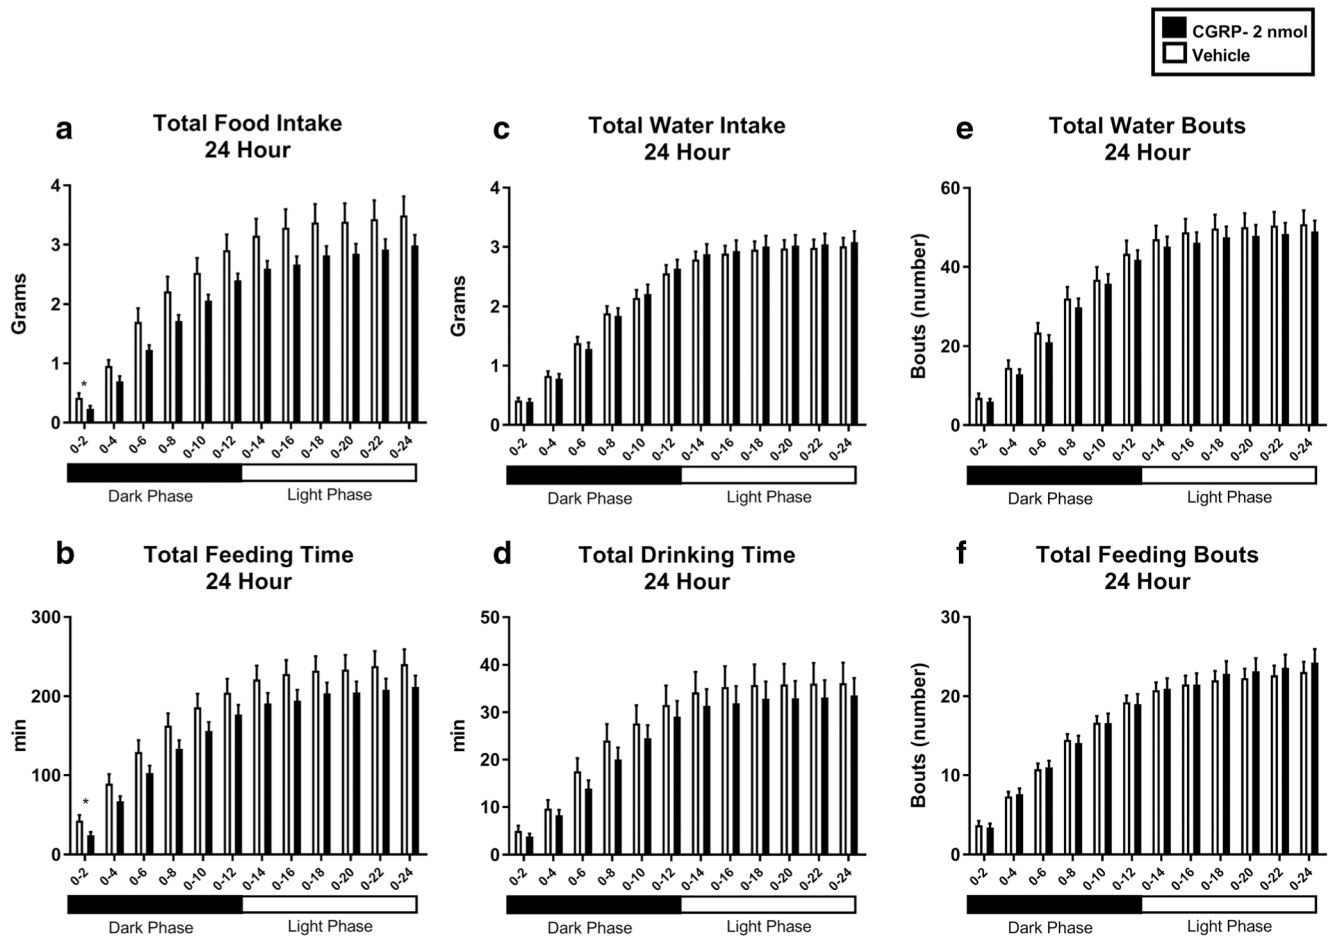 CGRP- 2 nmol
Vehicle
a
Total Food Intake
24 Hour
Grams
4
3
2
1
0
*
0-2
0-4
0-6
0-8
0-10
0-12
0-14
0-16
0-18
0-20
0-22
0-24
Dark Phase
Light Phase
c
Total Water Intake
24 Hour
Grams
4
3
2
1
0
0-2
0-4
0-6
0-8
0-10
0-12
0-14
0-16
0-18
0-20
0-22
0-24
Dark Phase
Light Phase
e
Total Water Bouts
24 Hour
Bouts (number)
60
40
20
0
0-2
0-4
0-6
0-8
0-10
0-12
0-14
0-16
0-18
0-20
0-22
0-24
Dark Phase
Light Phase
b
Total Feeding Time
24 Hour
min
300
200
100
0
*
0-2
0-4
0-6
0-8
0-10
0-12
0-14
0-16
0-18
0-20
0-22
0-24
Dark Phase
Light Phase
d
Total Drinking Time
24 Hour
min
50
40
30
20
10
0
0-2
0-4
0-6
0-8
0-10
0-12
0-14
0-16
0-18
0-20
0-22
0-24
Dark Phase
Light Phase
f
Total Feeding Bouts
24 Hour
Bouts (number)
30
20
10
0
0-2
0-4
0-6
0-8
0-10
0-12
0-14
0-16
0-18
0-20
0-22
0-24
Dark Phase
Light Phase